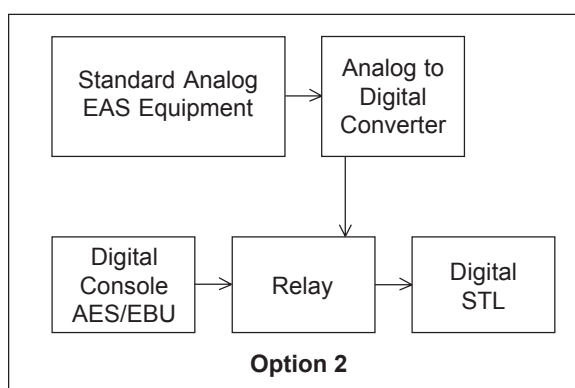 Standard Analog
EAS Equipment
Analog to
Digital
Converter
Digital
Console
AES/EBU
Relay
Digital
STL
Option 2